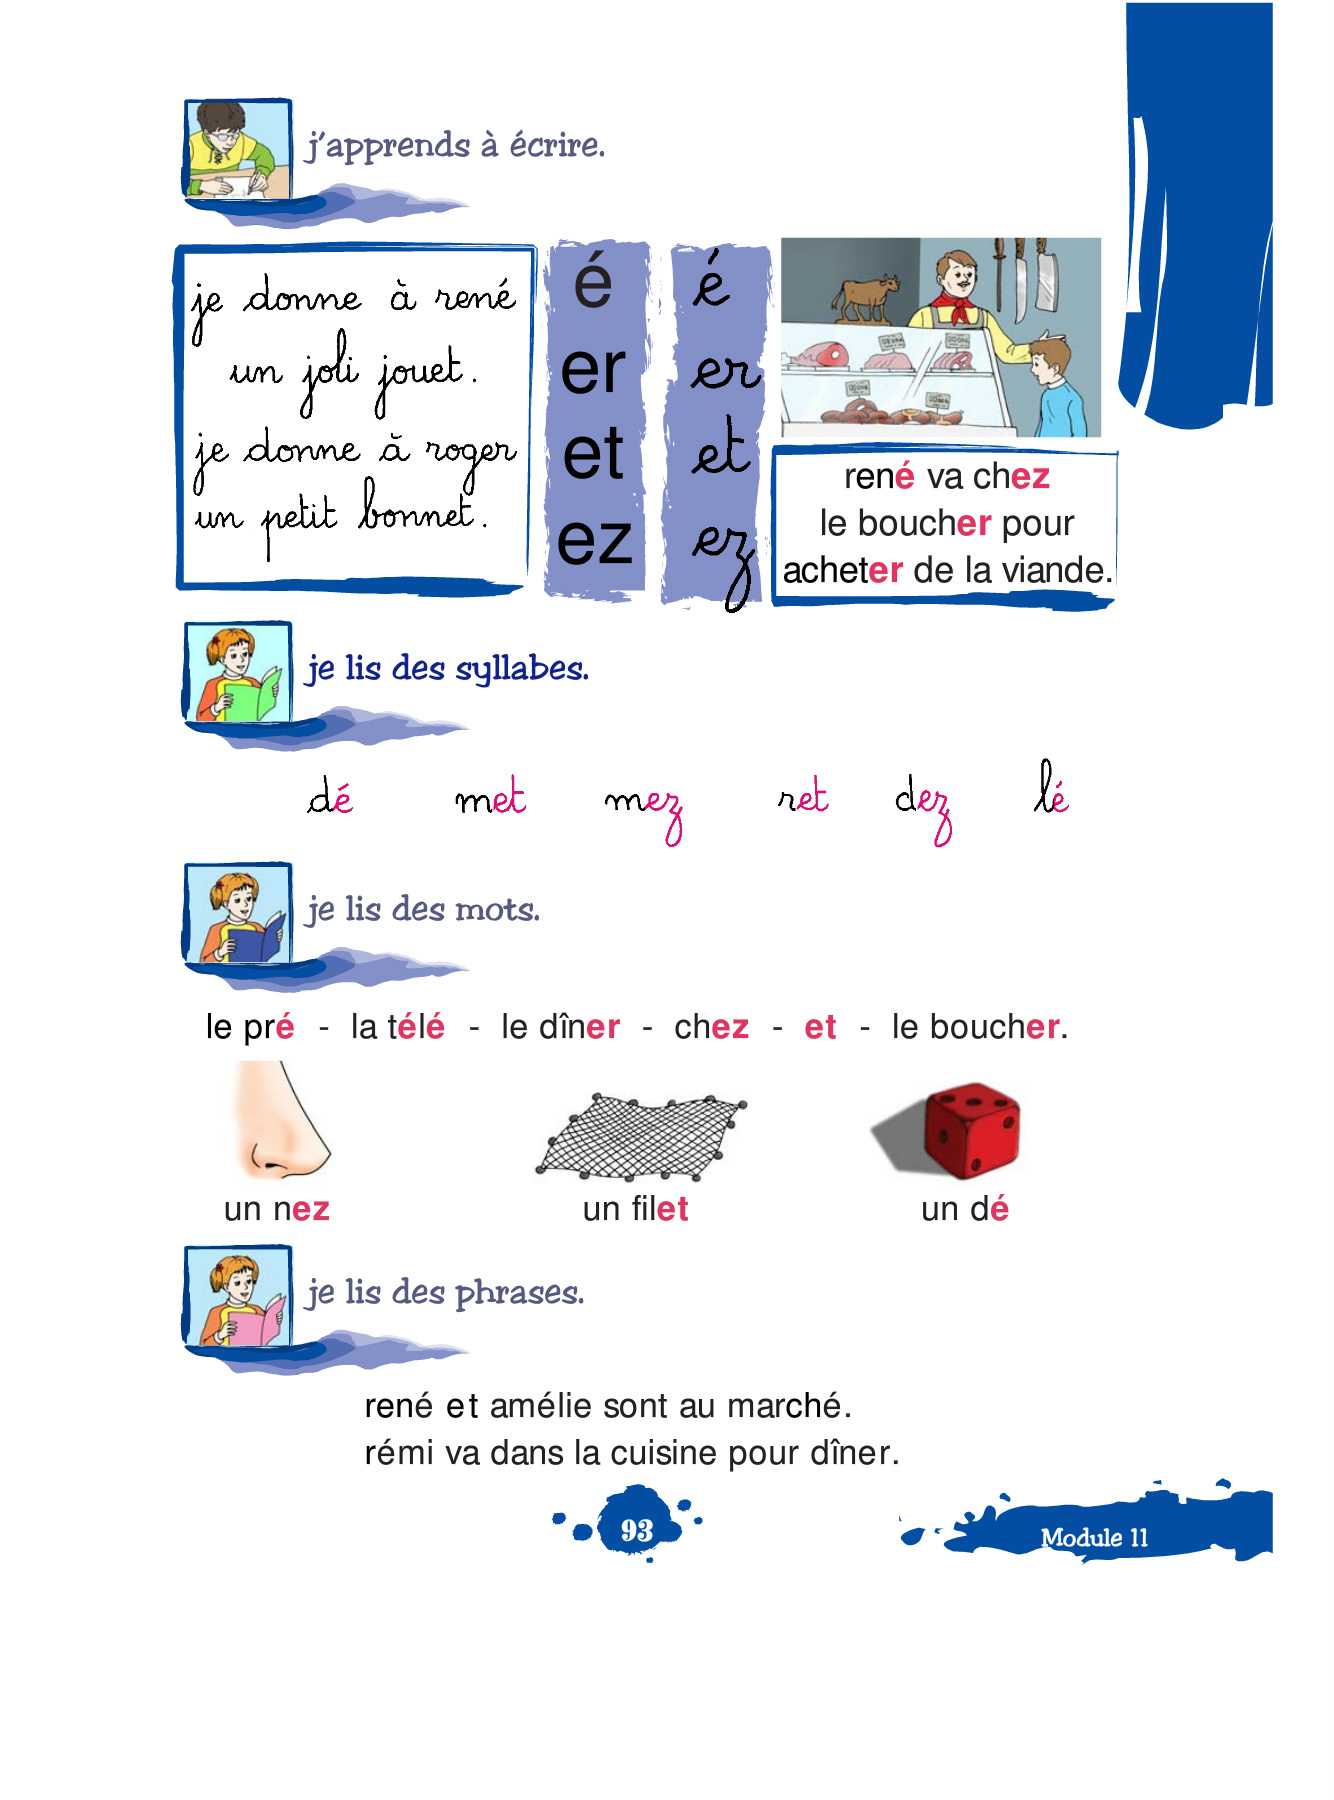 j'apprends à écrire.
je donne à rené
un joli jouet.
je donne à roger
un petit bonnet.
é
er
et
ez
é
er
et
ez
rené va chez
le boucher pour
acheter de la viande.
je lis des syllabes.
dé met mez ret dez lé
je lis des mots.
le pré - la télé - le dîner - chez - et - le boucher.
un nez un filet un dé
je lis des phrases.
rené et amélie sont au marché.
rémi va dans la cuisine pour dîner.
93
Module 11